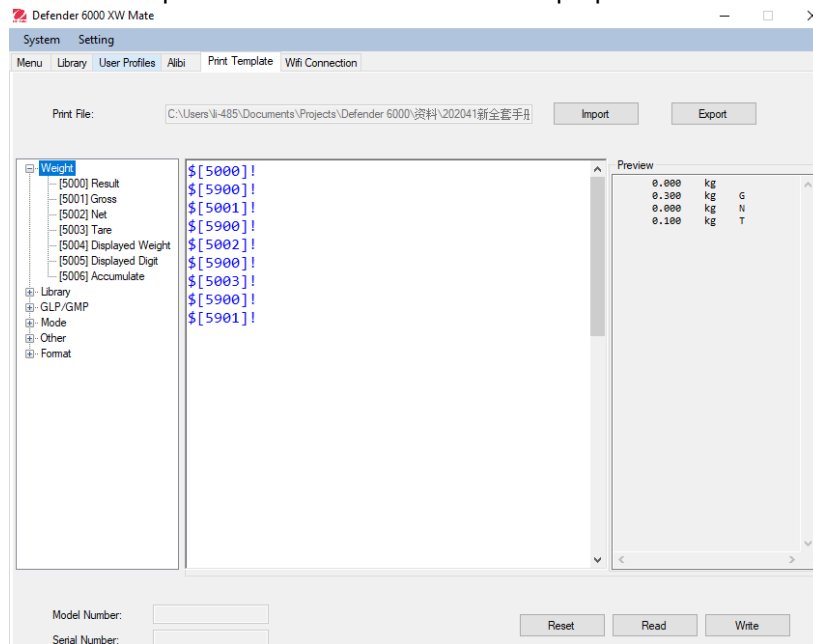 Defender 6000 XW Mate
System Setting
Menu Library User Profiles Alibi Print Template Wifi Connection
Print File: C:\Users\li-485\Documents\Projects\Defender 6000\资料\202041新全套手册 Import Export
Weight
[5000] Result
[5001] Gross
[5002] Net
[5003] Tare
[5004] Displayed Weight
[5005] Displayed Digit
[5006] Accumulate
Library
GLP/GMP
Mode
Other
Format
$[5000]!
$[5900]!
$[5001]!
$[5900]!
$[5002]!
$[5900]!
$[5003]!
$[5900]!
$[5901]!
Preview
0.000 kg
0.300 kg G
0.000 kg N
0.100 kg T
Model Number:
Serial Number:
Reset Read Write